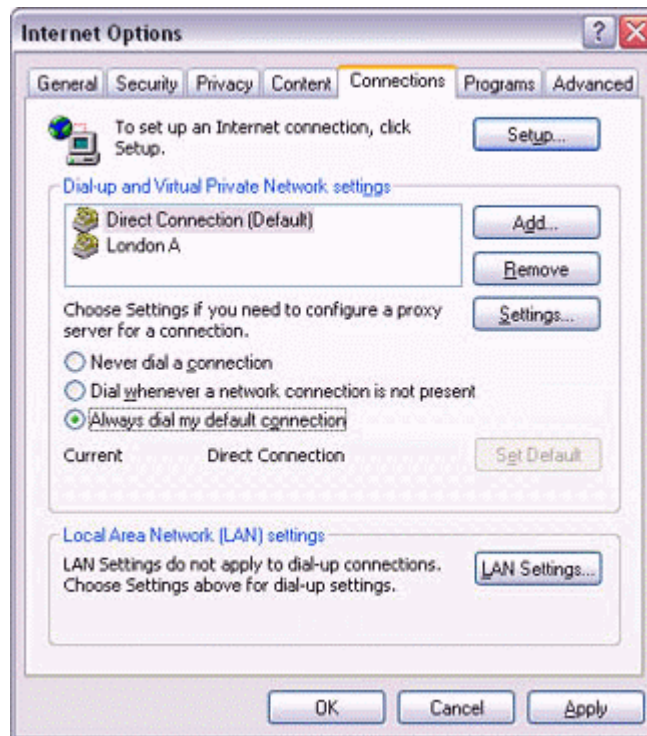 Internet Options
General Security Privacy Content Connections Programs Advanced
To set up an Internet connection, click
Setup.
Setup...
Dial-up and Virtual Private Network settings
Direct Connection (Default)
London A
Add...
Remove
Choose Settings if you need to configure a proxy
server for a connection.
Settings...
Never dial a connection
Dial whenever a network connection is not present
Always dial my default connection
Current Direct Connection Set Default
Local Area Network (LAN) settings
LAN Settings do not apply to dial-up connections.
Choose Settings above for dial-up settings.
LAN Settings...
OK Cancel Apply